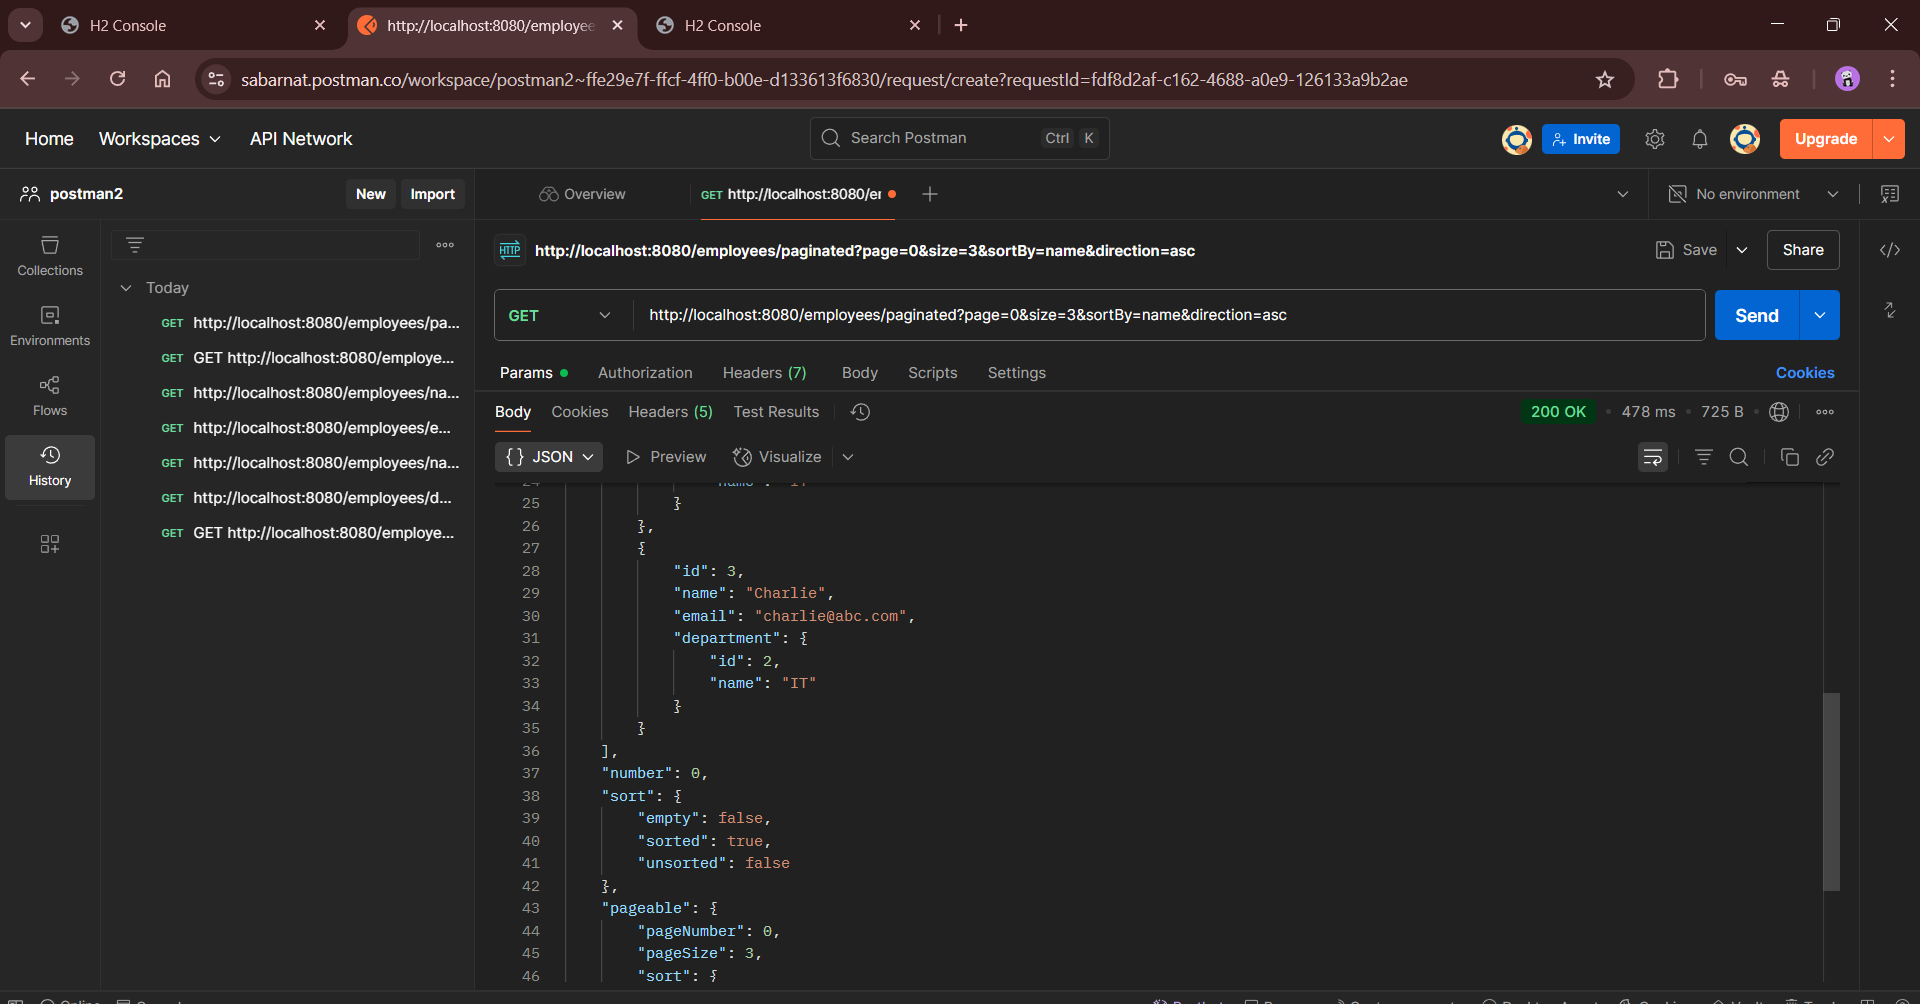 H2 Console
http://localhost:8080/employee
H2 Console
sabarnat.postman.co/workspace/postman2~ffe29e7f-ffcf-4ff0-b00e-d133613f6830/request/create?requestId=fdf8d2af-c162-4688-a0e9-126133a9b2ae
Home Workspaces API Network
Search Postman Ctrl K
Invite Upgrade
postman2 New Import
Overview GET http://localhost:8080/er
No environment
Collections
Environments
Flows
History
Today
GET http://localhost:8080/employees/pa...
GET GET http://localhost:8080/employe...
GET http://localhost:8080/employees/na...
GET http://localhost:8080/employees/e...
GET http://localhost:8080/employees/na...
GET http://localhost:8080/employees/d...
GET GET http://localhost:8080/employe...
HTTP http://localhost:8080/employees/paginated?page=0&size=3&sortBy=name&direction=asc
Save Share
GET http://localhost:8080/employees/paginated?page=0&size=3&sortBy=name&direction=asc
Send
Params Authorization Headers (7) Body Scripts Settings Cookies
Body Cookies Headers (5) Test Results 200 OK • 478 ms • 725 B
{} JSON Preview Visualize
25 }
26 },
27 {
28 "id": 3,
29 "name": "Charlie",
30 "email": "charlie@abc.com",
31 "department": {
32 "id": 2,
33 "name": "IT"
34 }
35 }
36 ],
37 "number": 0,
38 "sort": {
39 "empty": false,
40 "sorted": true,
41 "unsorted": false
42 },
43 "pageable": {
44 "pageNumber": 0,
45 "pageSize": 3,
46 "sort": {